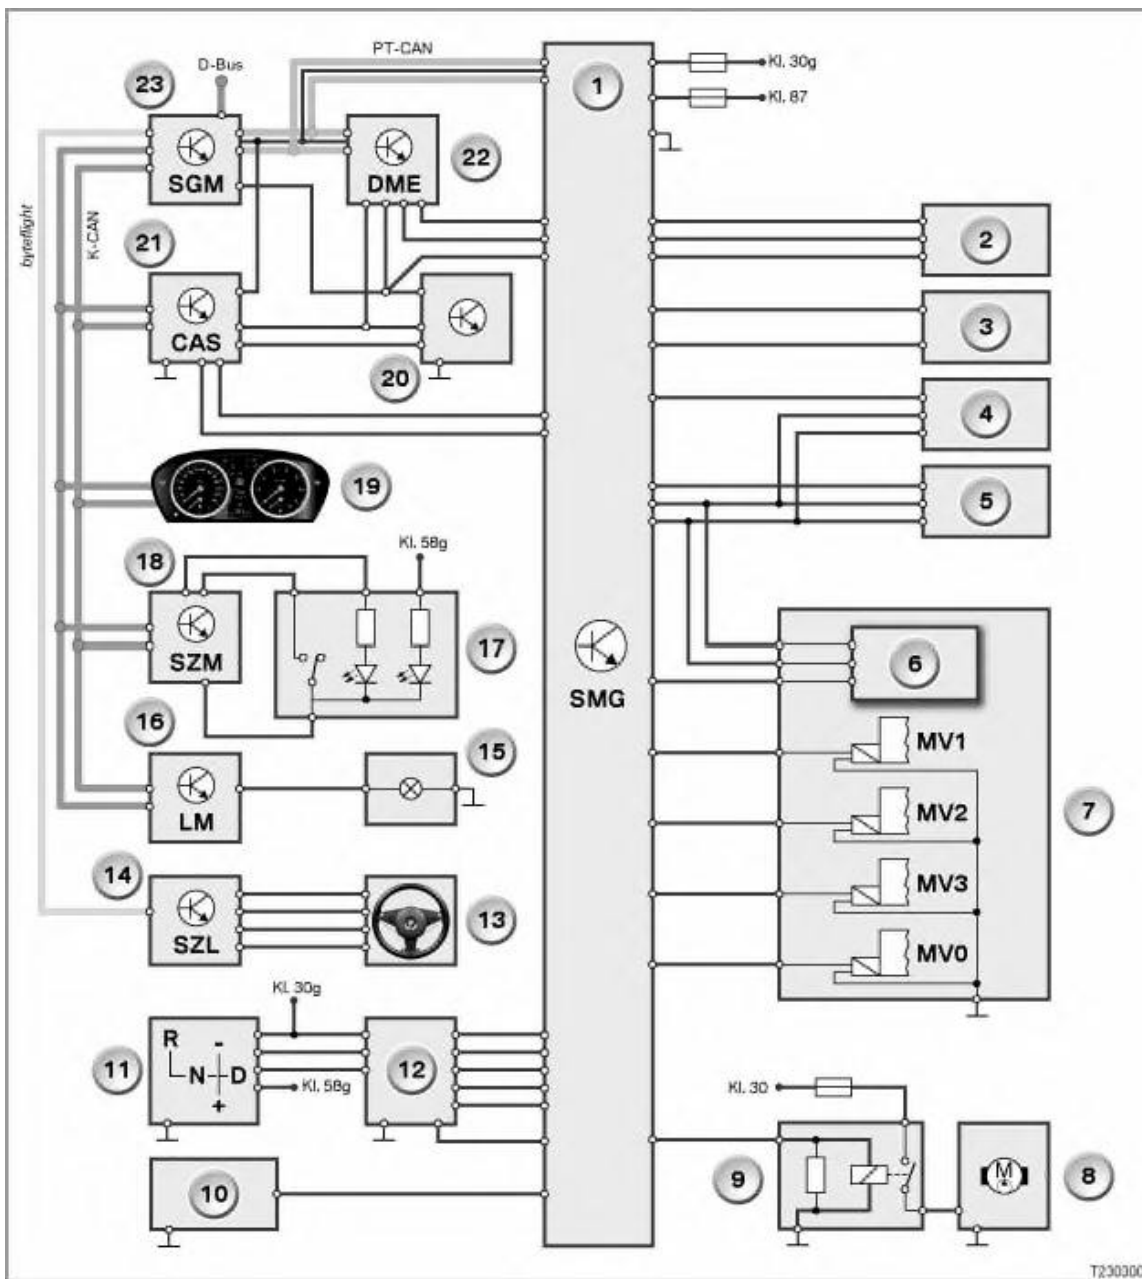 PT-CAN
D-Bus
23
1
Kl. 30g
Kl. 87
SGM
DME
22
byteflight
K-CAN
21
2
CAS
20
3
4
19
5
18
Kl. 58g
SZM
17
SMG
6
16
15
MV1
LM
MV2
7
14
MV3
SZL
13
MV0
Kl. 30g
11
R
-
N
D
+
12
Kl. 58g
Kl. 30
9
M
8
10
T230300